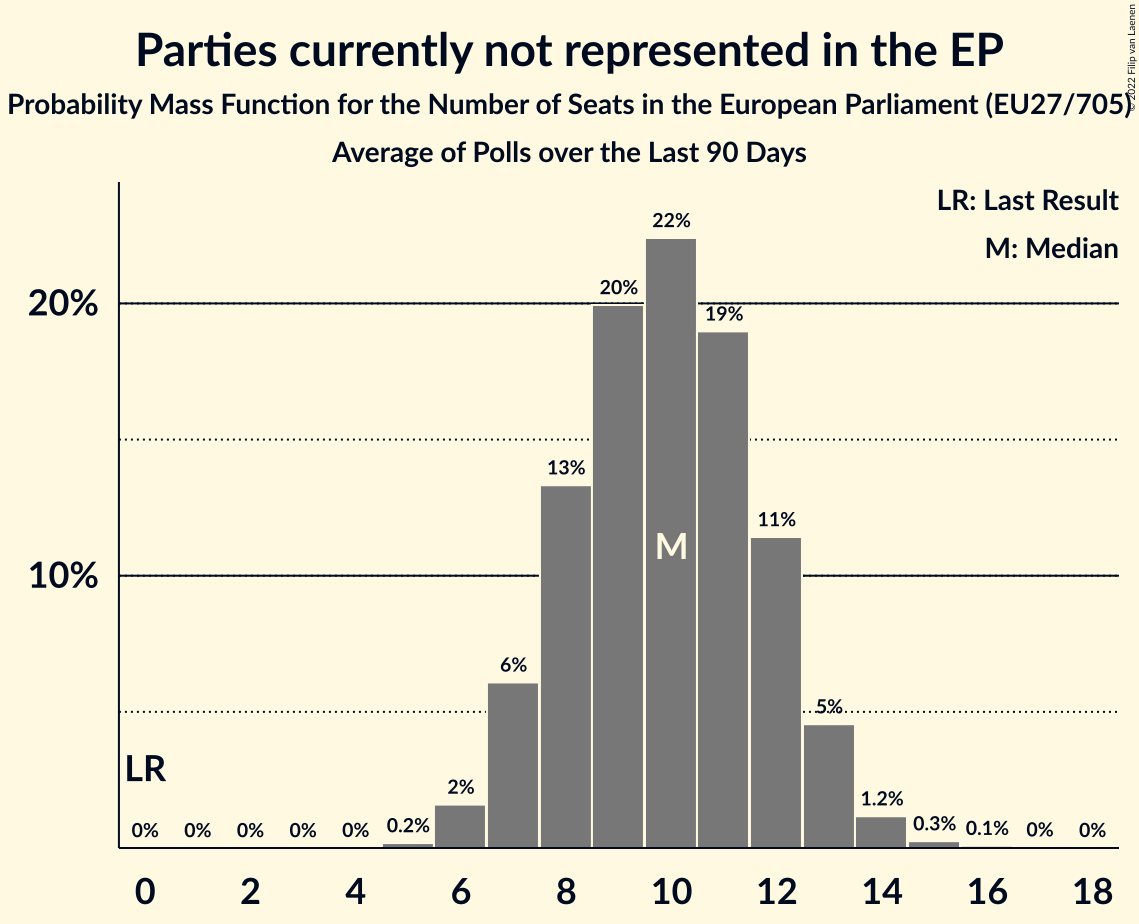 Parties currently not represented in the EP
Probability Mass Function for the Number of Seats in the European Parliament (EU27/705)
Average of Polls over the Last 90 Days
© 2022 Filip van Laenen
LR: Last Result
M: Median
20%
10%
0% 0% 0% 0% 0% 0.2% 2% 6% 13% 20% 22% 19% 11% 5% 1.2% 0.3% 0.1% 0% 0%
M
LR
0 2 4 6 8 10 12 14 16 18